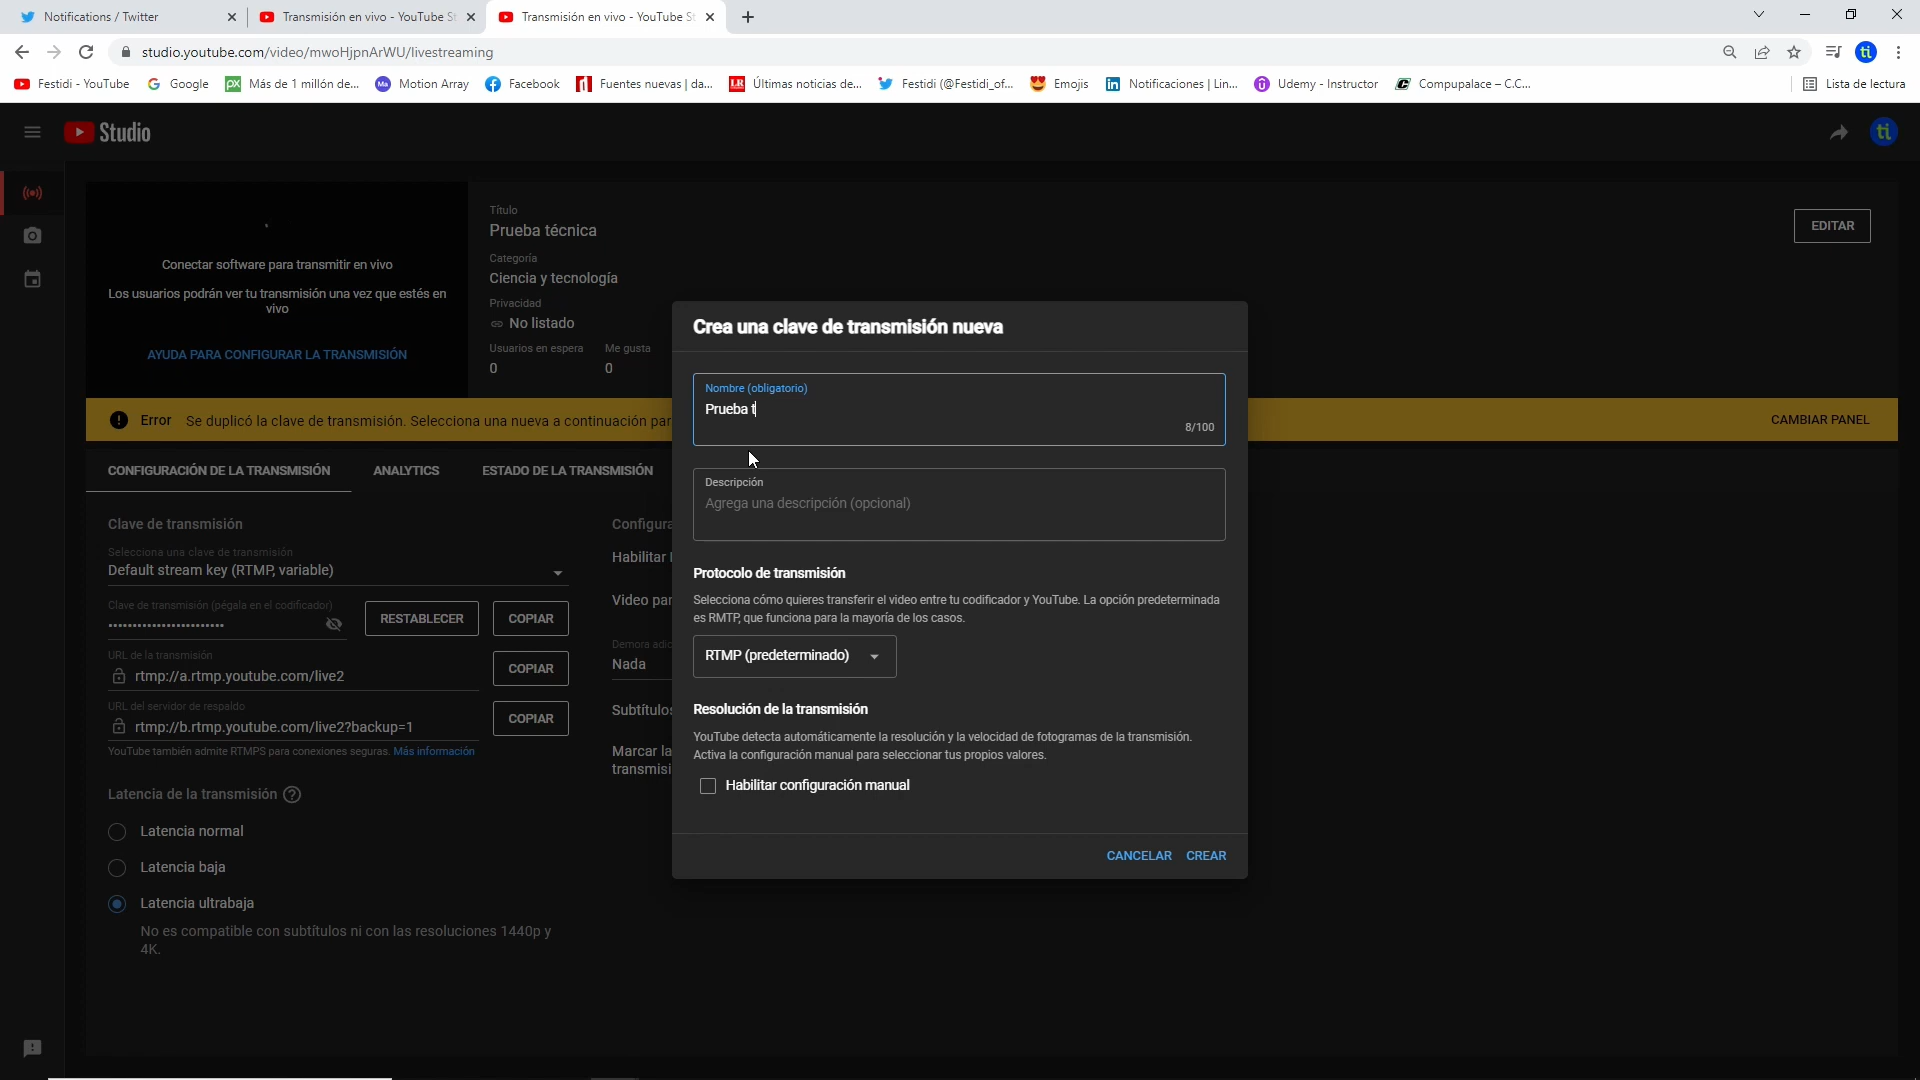 Notifications / Twitter
Transmisión en vivo - YouTube St
Transmisión en vivo - YouTube St
studio.youtube.com/video/mwoHjpnArWU/livestreaming
ti
Festidi - YouTube
Google
Más de 1 millón de...
Motion Array
Facebook
Fuentes nuevas | da...
Últimas noticias de...
Festidi (@Festidi_of...
Emojis
Notificaciones | Lin...
Udemy - Instructor
Compupalace – C.C...
Lista de lectura
Studio
ti
Conectar software para transmitir en vivo
Los usuarios podrán ver tu transmisión una vez que estés en
vivo
AYUDA PARA CONFIGURAR LA TRANSMISIÓN
Título
Prueba técnica
Categoría
Ciencia y tecnología
Privacidad
No listado
Usuarios en espera
Me gusta
0
0
EDITAR
Error
Se duplicó la clave de transmisión. Selecciona una nueva a continuación par
CAMBIAR PANEL
CONFIGURACIÓN DE LA TRANSMISIÓN
ANALYTICS
ESTADO DE LA TRANSMISIÓN
Clave de transmisión
Selecciona una clave de transmisión
Default stream key (RTMP, variable)
Clave de transmisión (pégala en el codificador)
RESTABLECER
COPIAR
URL de la transmisión
rtmp://a.rtmp.youtube.com/live2
COPIAR
URL del servidor de respaldo
rtmp://b.rtmp.youtube.com/live2?backup=1
COPIAR
YouTube también admite RTMPS para conexiones seguras. Más información
Latencia de la transmisión
Latencia normal
Latencia baja
Latencia ultrabaja
No es compatible con subtítulos ni con las resoluciones 1440p y
4K.
Configura
Habilitar
Video par
Demora adic
Nada
Subtítulos
Marcar la
transmisi
Crea una clave de transmisión nueva
Nombre (obligatorio)
Prueba t
8/100
Descripción
Agrega una descripción (opcional)
Protocolo de transmisión
Selecciona cómo quieres transferir el video entre tu codificador y YouTube. La opción predeterminada
es RMTP, que funciona para la mayoría de los casos.
RTMP (predeterminado)
Resolución de la transmisión
YouTube detecta automáticamente la resolución y la velocidad de fotogramas de la transmisión.
Activa la configuración manual para seleccionar tus propios valores.
Habilitar configuración manual
CANCELAR
CREAR